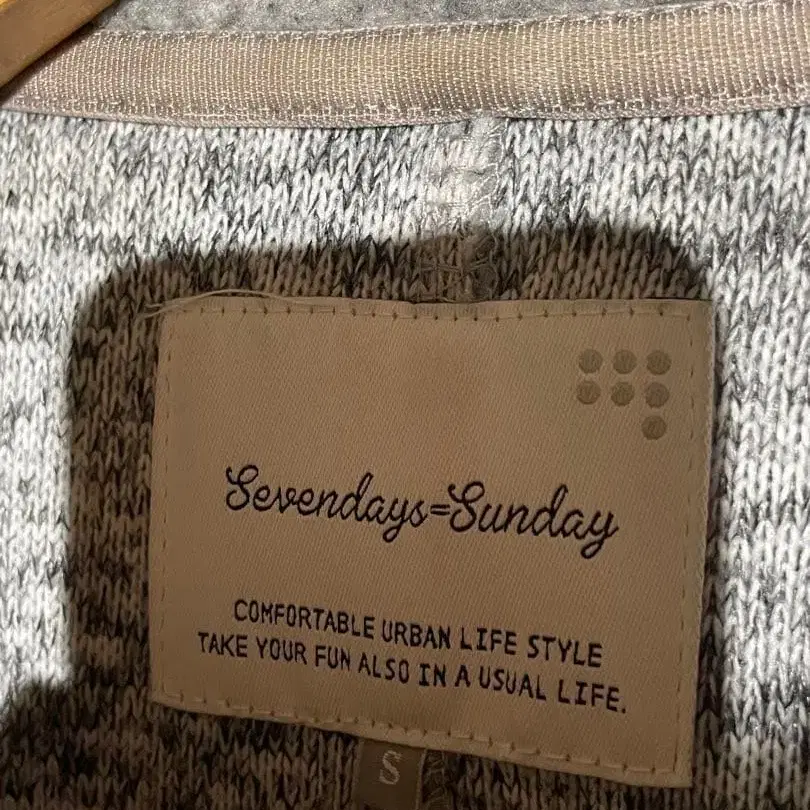 Sevendays=Sunday
COMFORTABLE URBAN LIFE STYLE
TAKE YOUR FUN ALSO IN A USUAL LIFE.
S